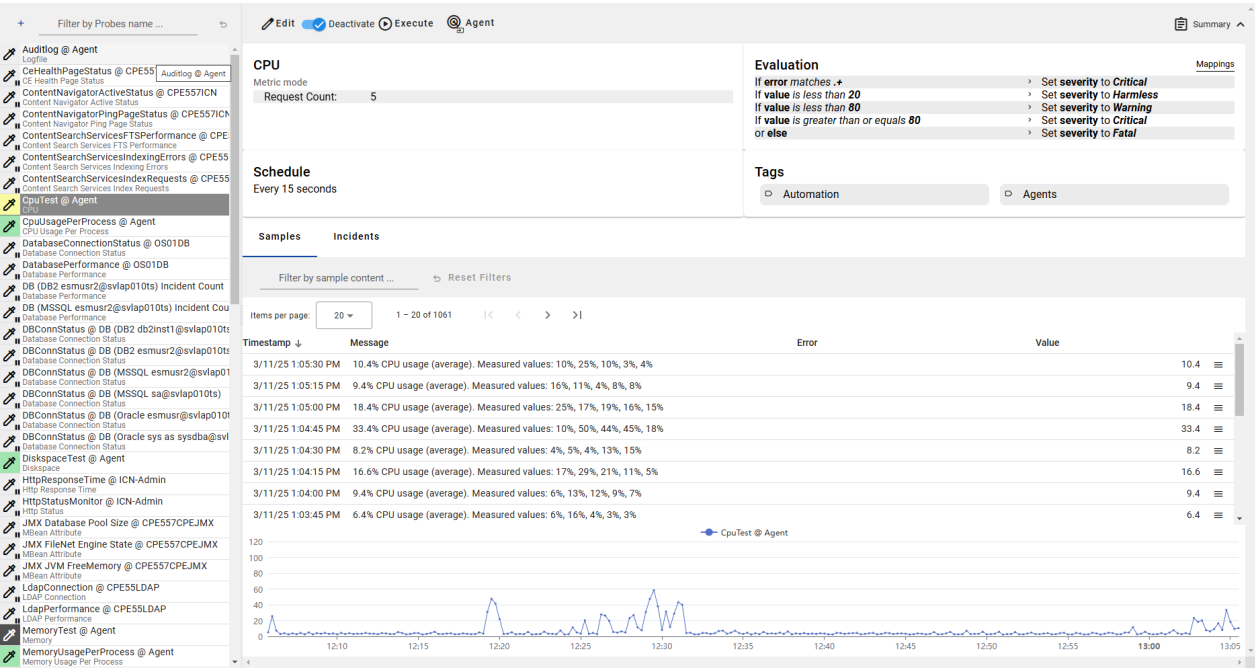 + Filter by Probes name ...
Edit Deactivate Execute Agent Summary
Auditlog @ Agent
Logfile
CeHealthPageStatus @ CPE55
CE Health Page Status
Auditlog @ Agent
ContentNavigatorActiveStatus @ CPE557ICN
Content Navigator Active Status
ContentNavigatorPingPageStatus @ CPE557ICN
Content Navigator Ping Page Status
ContentSearchServicesFTSPerformance @ CPE
Content Search Services FTS Performance
ContentSearchServicesIndexingErrors @ CPE55
Content Search Services Indexing Errors
ContentSearchServicesIndexRequests @ CPE55
Content Search Services Index Requests
CpuTest @ Agent
CPU
CpuUsagePerProcess @ Agent
CPU Usage Per Process
DatabaseConnectionStatus @ OS01DB
Database Connection Status
DatabasePerformance @ OS01DB
Database Performance
DB (DB2 esmusr2@svlap010ts) Incident Count
Database Performance
DB (MSSQL esmusr2@svlap010ts) Incident Cou
Database Performance
DBConnStatus @ DB (DB2 db2inst1@svlap010ts
Database Connection Status
DBConnStatus @ DB (DB2 esmusr2@svlap010ts
Database Connection Status
DBConnStatus @ DB (MSSQL esmusr2@svlap01
Database Connection Status
DBConnStatus @ DB (MSSQL sa@svlap010ts)
Database Connection Status
DBConnStatus @ DB (Oracle esmusr@svlap010t
Database Connection Status
DBConnStatus @ DB (Oracle sys as sysdba@svl
Database Connection Status
DiskspaceTest @ Agent
Diskspace
HttpResponseTime @ ICN-Admin
Http Response Time
HttpStatusMonitor @ ICN-Admin
Http Status
JMX Database Pool Size @ CPE557CPEJMX
MBean Attribute
JMX FileNet Engine State @ CPE557CPEJMX
MBean Attribute
JMX JVM FreeMemory @ CPE557CPEJMX
MBean Attribute
LdapConnection @ CPE55LDAP
LDAP Connection
LdapPerformance @ CPE55LDAP
LDAP Performance
MemoryTest @ Agent
Memory
MemoryUsagePerProcess @ Agent
Memory Usage Per Process
CPU
Metric mode
Request Count: 5
Evaluation Mappings
If error matches .+ › Set severity to Critical
If value is less than 20 › Set severity to Harmless
If value is less than 80 › Set severity to Warning
If value is greater than or equals 80 › Set severity to Critical
or else › Set severity to Fatal
Schedule
Every 15 seconds
Tags
Automation Agents
Samples Incidents
Filter by sample content ... Reset Filters
Items per page: 20 1 – 20 of 1061
Timestamp ↓ Message Error Value
3/11/25 1:05:30 PM 10.4% CPU usage (average). Measured values: 10%, 25%, 10%, 3%, 4% 10.4
3/11/25 1:05:15 PM 9.4% CPU usage (average). Measured values: 16%, 11%, 4%, 8%, 8% 9.4
3/11/25 1:05:00 PM 18.4% CPU usage (average). Measured values: 25%, 17%, 19%, 16%, 15% 18.4
3/11/25 1:04:45 PM 33.4% CPU usage (average). Measured values: 10%, 50%, 44%, 45%, 18% 33.4
3/11/25 1:04:30 PM 8.2% CPU usage (average). Measured values: 4%, 5%, 4%, 13%, 15% 8.2
3/11/25 1:04:15 PM 16.6% CPU usage (average). Measured values: 17%, 29%, 21%, 11%, 5% 16.6
3/11/25 1:04:00 PM 9.4% CPU usage (average). Measured values: 6%, 13%, 12%, 9%, 7% 9.4
3/11/25 1:03:45 PM 6.4% CPU usage (average). Measured values: 6%, 16%, 4%, 3%, 3% 6.4
CpuTest @ Agent
120
100
80
60
40
20
0
12:10 12:15 12:20 12:25 12:30 12:35 12:40 12:45 12:50 12:55 13:00 13:05